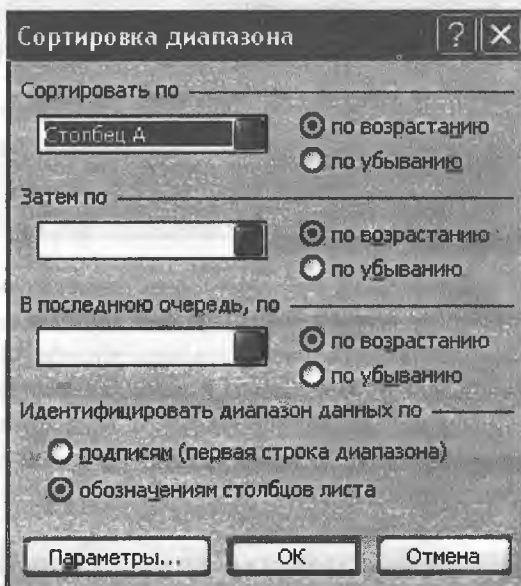 Сортировка диапазона
Сортировать по
Столбец А
по возрастанию
по убыванию
Затем по
по возрастанию
по убыванию
В последнюю очередь, по
по возрастанию
по убыванию
Идентифицировать диапазон данных по
подписям (первая строка диапазона)
обозначениям столбцов листа
Параметры... ОК Отмена